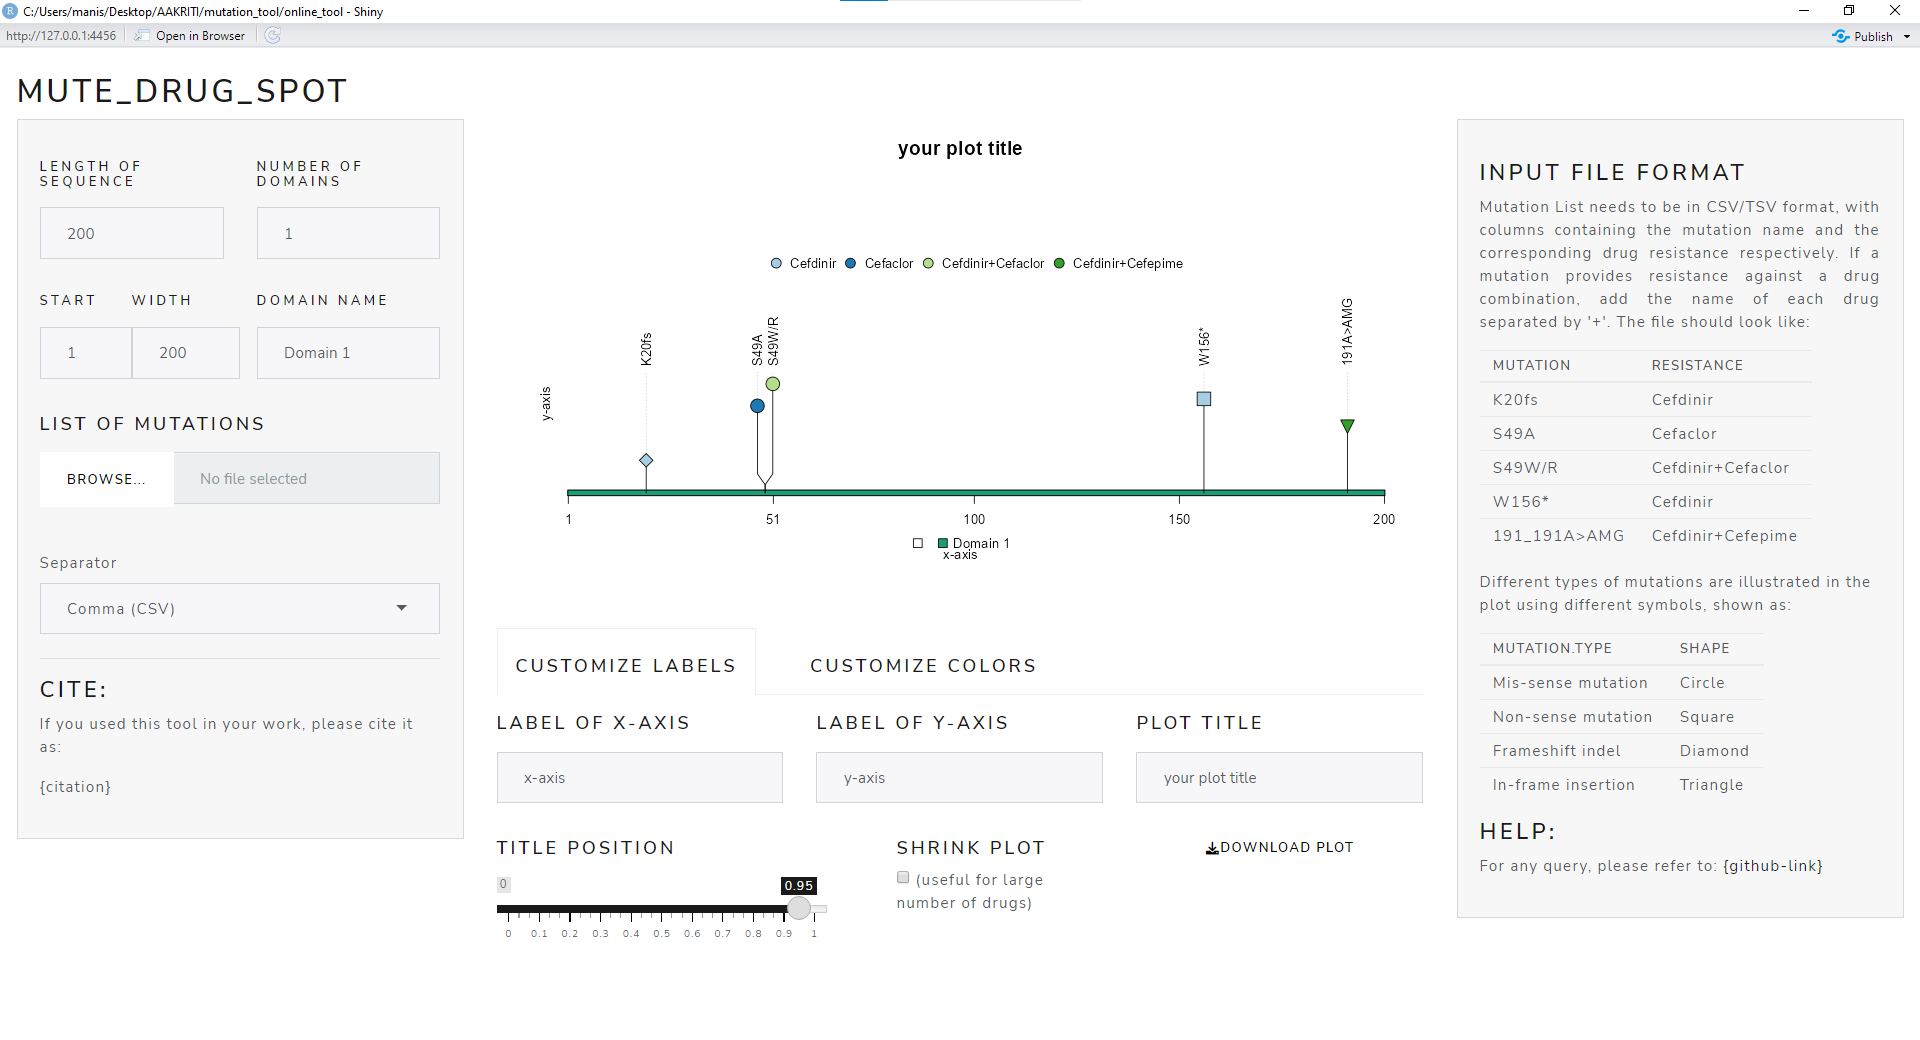 C:/Users/manis/Desktop/AAKRITI/mutation_tool/online_tool - Shiny
http://127.0.0.1:4456
Open in Browser
Publish
MUTE_DRUG_SPOT
LENGTH OF
SEQUENCE
NUMBER OF
DOMAINS
200
1
START
WIDTH
DOMAIN NAME
1
200
Domain 1
LIST OF MUTATIONS
BROWSE...
No file selected
Separator
Comma (CSV)
CITE:
If you used this tool in your work, please cite it
as:
{citation}
your plot title
Cefdinir
Cefaclor
Cefdinir+Cefaclor
Cefdinir+Cefepime
K20fs
S49A
S49W/R
W156*
191A>AMG
y-axis
1
51
100
150
200
Domain 1
x-axis
CUSTOMIZE LABELS
CUSTOMIZE COLORS
LABEL OF X-AXIS
LABEL OF Y-AXIS
PLOT TITLE
x-axis
y-axis
your plot title
TITLE POSITION
SHRINK PLOT
DOWNLOAD PLOT
0
0.95
(useful for large
number of drugs)
0
0.1
0.2
0.3
0.4
0.5
0.6
0.7
0.8
0.9
1
INPUT FILE FORMAT
Mutation List needs to be in CSV/TSV format, with
columns containing the mutation name and the
corresponding drug resistance respectively. If a
mutation provides resistance against a drug
combination, add the name of each drug
separated by '+'. The file should look like:
MUTATION RESISTANCE
K20fs Cefdinir
S49A Cefaclor
S49W/R Cefdinir+Cefaclor
W156* Cefdinir
191_191A>AMG Cefdinir+Cefepime
Different types of mutations are illustrated in the
plot using different symbols, shown as:
MUTATION.TYPE SHAPE
Mis-sense mutation Circle
Non-sense mutation Square
Frameshift indel Diamond
In-frame insertion Triangle
HELP:
For any query, please refer to: {github-link}